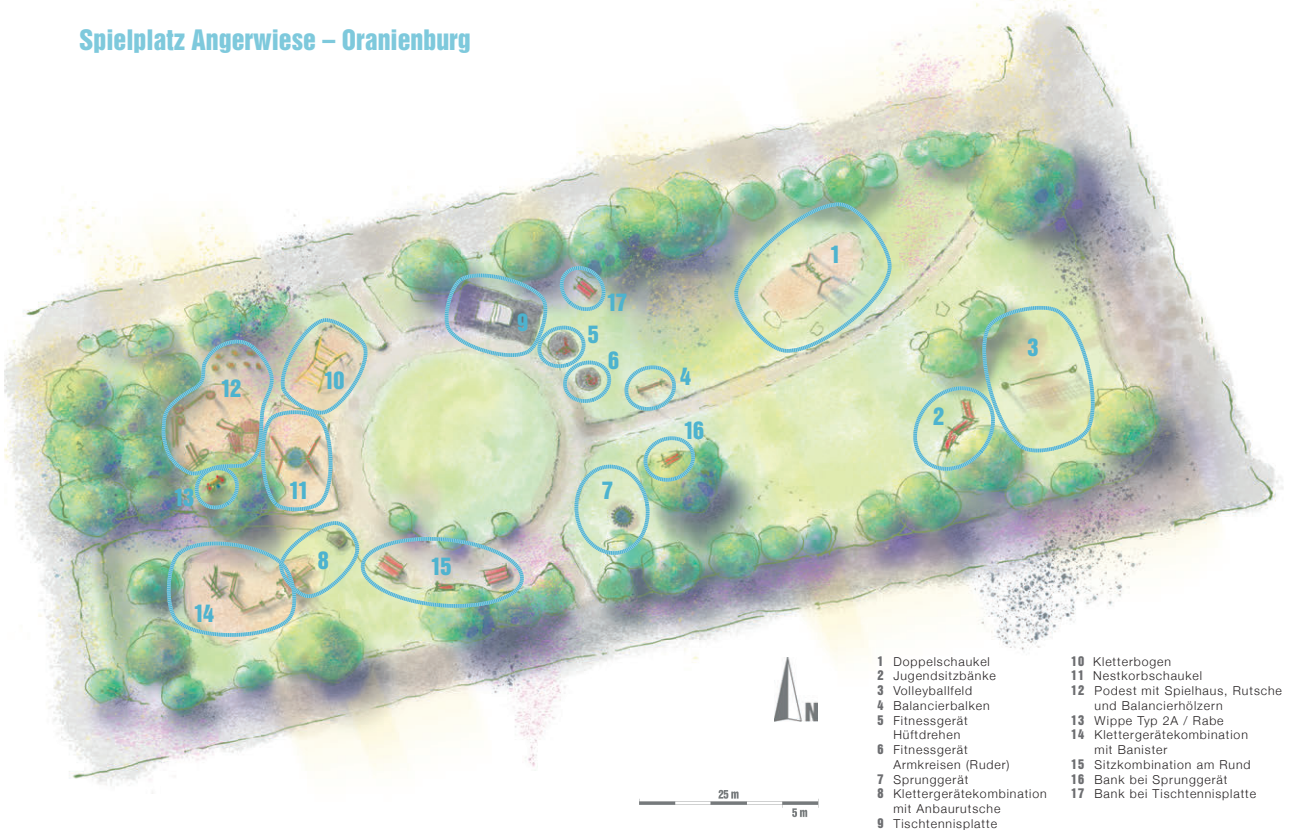 Spielplatz Angerwiese – Oranienburg
1
17
9
5
3
6
10
4
12
2
16
13
11
7
8
15
14
N
25 m
5 m
1 Doppelschaukel
2 Jugendsitzbänke
3 Volleyballfeld
4 Balancierbalken
5 Fitnessgerät
Hüftdrehen
6 Fitnessgerät
Armkreisen (Ruder)
7 Sprunggerät
8 Klettergerätekombination
mit Anbaurutsche
9 Tischtennisplatte
10 Kletterbogen
11 Nestkorbschaukel
12 Podest mit Spielhaus, Rutsche
und Balancierhölzern
13 Wippe Typ 2A / Rabe
14 Klettergerätekombination
mit Banister
15 Sitzkombination am Rund
16 Bank bei Sprunggerät
17 Bank bei Tischtennisplatte